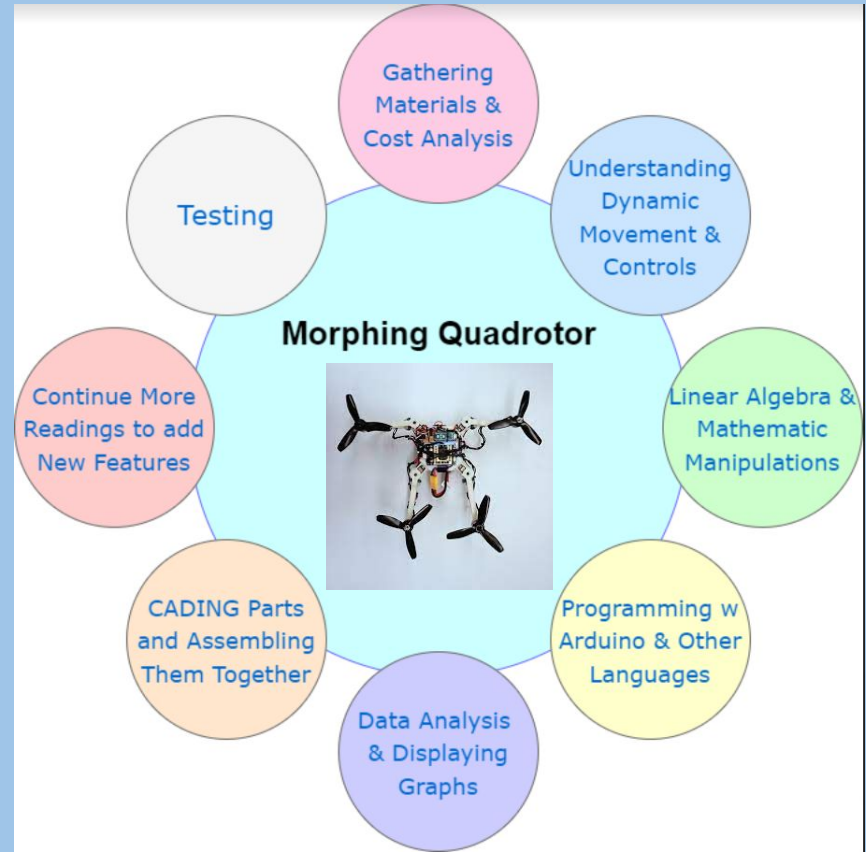 Gathering
Materials &
Cost Analysis
Understanding
Dynamic
Movement &
Controls
Linear Algebra &
Mathematic
Manipulations
Programming w
Arduino & Other
Languages
Data Analysis
& Displaying
Graphs
CADING Parts
and Assembling
Them Together
Continue More
Readings to add
New Features
Testing
Morphing Quadrotor